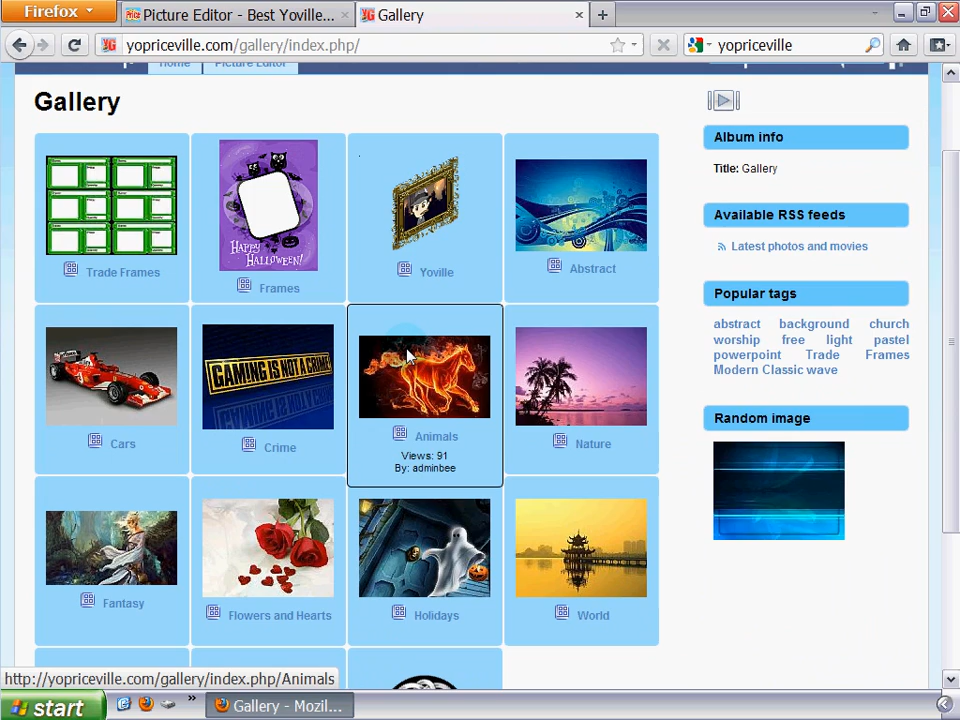 Firefox
Picture Editor - Best Yoville...
Gallery
yopriceville.com/gallery/index.php/
yopriceville
Home
Picture Editor
Gallery
Trade Frames
HAPPY
HALLOWEEN!
Frames
Yoville
Abstract
Cars
GAMING IS NOT A CRIME
Crime
Animals
Views: 91
By: adminbee
Nature
Fantasy
Flowers and Hearts
Holidays
World
Album info
Title: Gallery
Available RSS feeds
Latest photos and movies
Popular tags
abstract background church
worship free light pastel
powerpoint Trade Frames
Modern Classic wave
Random image
http://yopriceville.com/gallery/index.php/Animals
start
Gallery - Mozil...